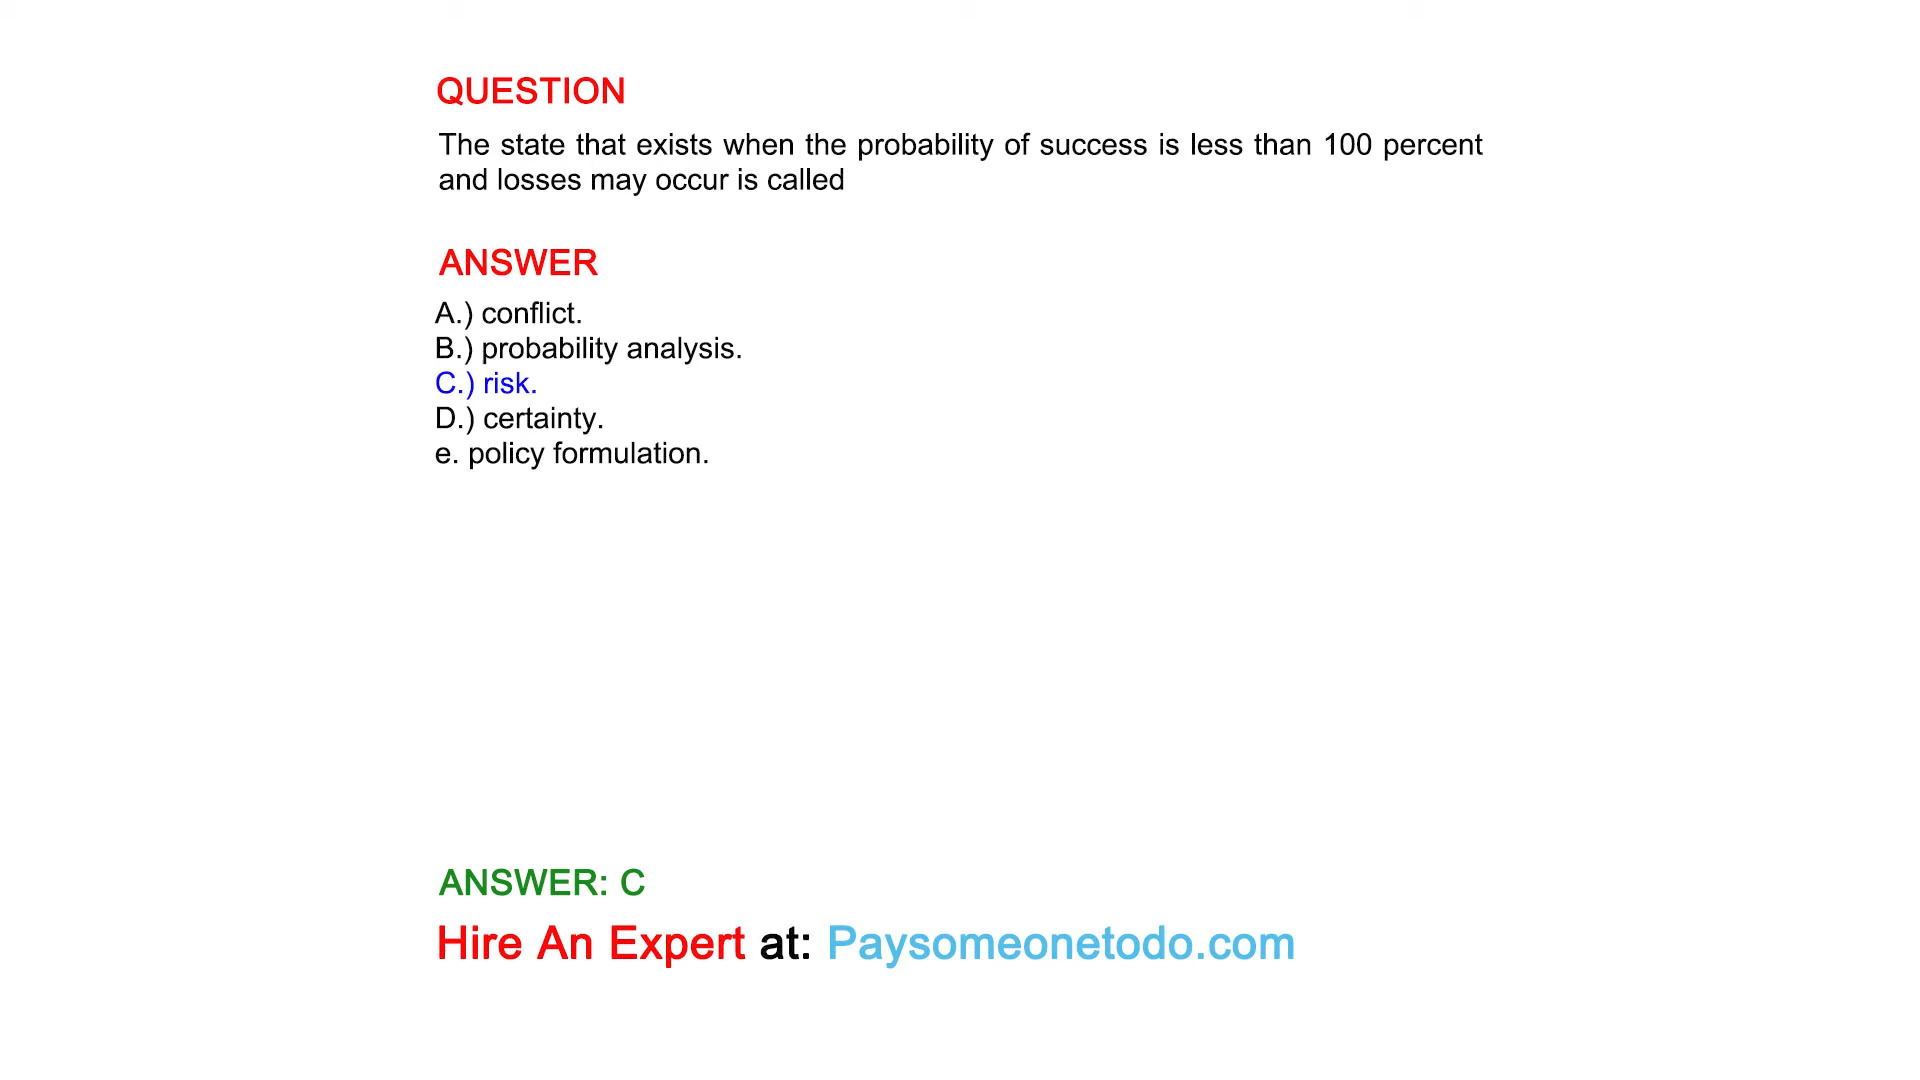 QUESTION
The state that exists when the probability of success is less than 100 percent
and losses may occur is called
ANSWER
A.) conflict.
B.) probability analysis.
C.) risk.
D.) certainty.
e. policy formulation.
ANSWER: C
Hire An Expert at: Paysomeonetodo.com